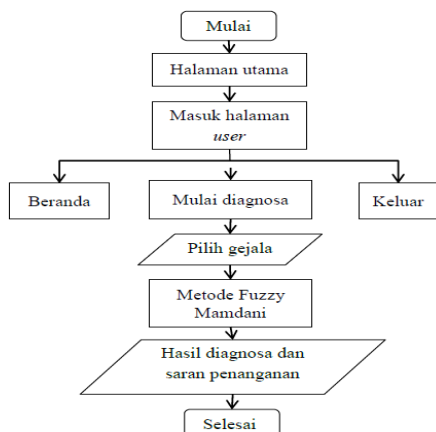 Mulai
Halaman utama
Masuk halaman
user
Beranda
Mulai diagnosa
Keluar
Pilih gejala
Metode Fuzzy
Mamdani
Hasil diagnosa dan
saran penanganan
Selesai